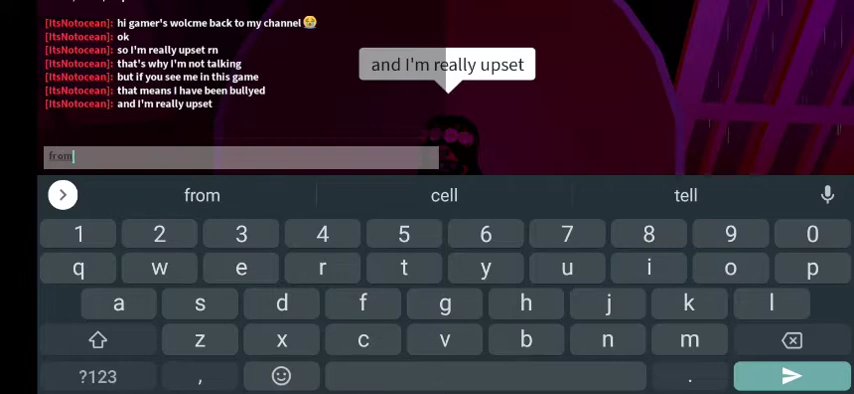 [ItsNotocean]: hi gamer's wolcme back to my channel 😭
[ItsNotocean]: ok
[ItsNotocean]: so I'm really upset rn
[ItsNotocean]: that's why I'm not talking
[ItsNotocean]: but if you see me in this game
[ItsNotocean]: that means I have been bullyed
[ItsNotocean]: and I'm really upset
and I'm really upset
from
from cell tell
1 2 3 4 5 6 7 8 9 0
q w e r t y u i o p
a s d f g h j k l
z x c v b n m
?123 , .